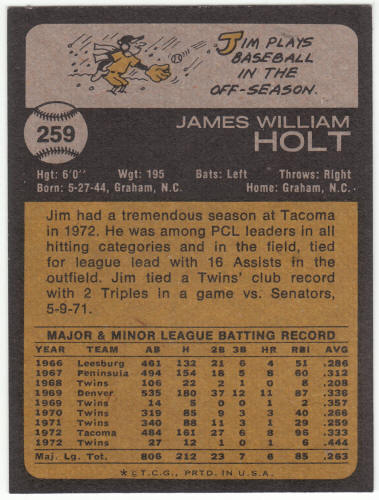 JIM PLAYS
BASEBALL
IN THE
OFF-SEASON.
259
JAMES WILLIAM
HOLT
Hgt: 6'0" Wgt: 195 Bats: Left Throws: Right
Born: 5-27-44, Graham, N.C. Home: Graham, N.C.
Jim had a tremendous season at Tacoma
in 1972. He was among PCL leaders in all
hitting categories and in the field, tied
for league lead with 16 Assists in the
outfield. Jim tied a Twins' club record
with 2 Triples in a game vs. Senators,
5-9-71.
MAJOR & MINOR LEAGUE BATTING RECORD
YEAR TEAM AB H 2B 3B HR RBI AVG
1966 Leesburg 461 132 21 6 4 51 .286
1967 Peninsula 494 154 18 5 8 60 .312
1968 Twins 106 22 2 1 0 8 .208
1969 Denver 535 180 37 12 11 87 .336
1969 Twins 14 5 0 0 1 2 .357
1970 Twins 319 85 9 3 3 40 .266
1971 Twins 340 88 11 3 1 29 .259
1972 Tacoma 484 161 27 6 8 96 .333
1972 Twins 27 12 1 0 1 6 .444
Maj. Lg. Tot. 806 212 23 7 6 85 .263
* © T.C.G., PRTD. IN U.S.A.